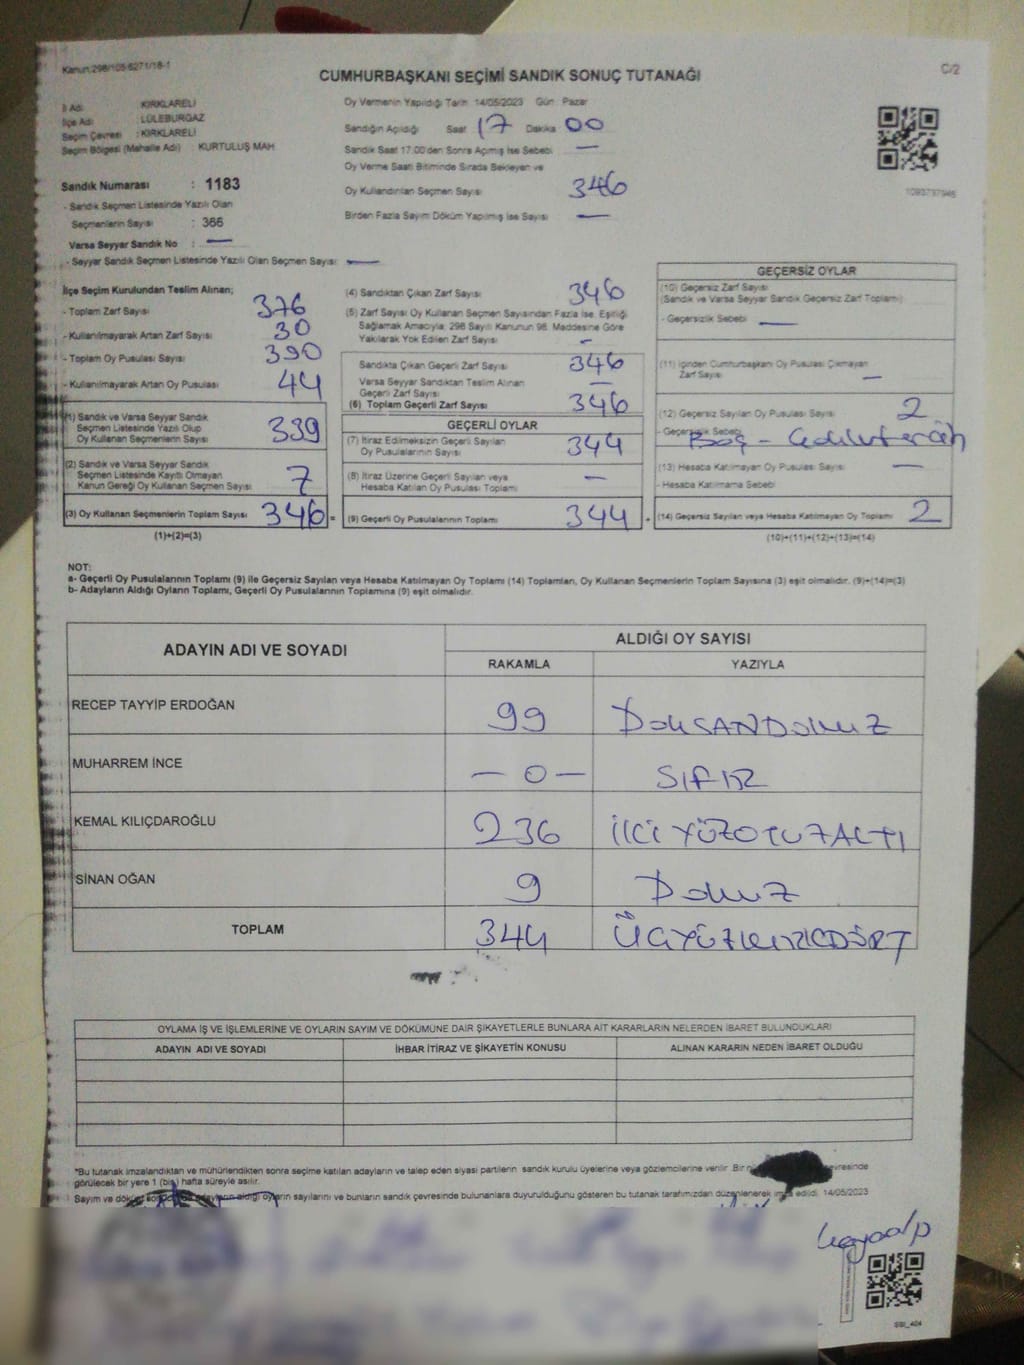 Kanun:298/105-6271/18-1
C/2
CUMHURBAŞKANI SEÇİMİ SANDIK SONUÇ TUTANAĞI
İl Adı : KIRKLARELİ
İlçe Adı : LÜLEBURGAZ
Seçim Çevresi : KIRKLARELİ
Seçim Bölgesi (Mahalle Adı) : KURTULUŞ MAH
Sandık Numarası : 1183
- Sandık Seçmen Listesinde Yazılı Olan
Seçmenlerin Sayısı : 366
Varsa Seyyar Sandık No : —
- Seyyar Sandık Seçmen Listesinde Yazılı Olan Seçmen Sayısı: —
Oy Vermenin Yapıldığı Tarih 14/05/2023 Gün Pazar
Sandığın Açıldığı Saat 17 Dakika 00
Sandık Saat 17.00'den Sonra Açılmış İse Sebebi —
Oy Verme Saati Bitiminde Sırada Bekleyen ve
Oy Kullandırılan Seçmen Sayısı 346
Birden Fazla Sayım Döküm Yapılmış İse Sayısı —
1093737946
İlçe Seçim Kurulundan Teslim Alınan;
- Toplam Zarf Sayısı 376
- Kullanılmayarak Artan Zarf Sayısı 30
- Toplam Oy Pusulası Sayısı 390
- Kullanılmayarak Artan Oy Pusulası 44
(1) Sandık ve Varsa Seyyar Sandık
Seçmen Listesinde Yazılı Olup
Oy Kullanan Seçmenlerin Sayısı 339
(2) Sandık ve Varsa Seyyar Sandık
Seçmen Listesinde Kayıtlı Olmayan
Kanun Gereği Oy Kullanan Seçmen Sayısı 7
(3) Oy Kullanan Seçmenlerin Toplam Sayısı 346 =
(1)+(2)=(3)
(4) Sandıktan Çıkan Zarf Sayısı 346
(5) Zarf Sayısı Oy Kullanan Seçmen Sayısından Fazla İse, Eşitliği
Sağlamak Amacıyla; 298 Sayılı Kanunun 98. Maddesine Göre
Yakılarak Yok Edilen Zarf Sayısı —
Sandıkta Çıkan Geçerli Zarf Sayısı 346
Varsa Seyyar Sandıktan Teslim Alınan
Geçerli Zarf Sayısı —
(6) Toplam Geçerli Zarf Sayısı 346
GEÇERLİ OYLAR
(7) İtiraz Edilmeksizin Geçerli Sayılan
Oy Pusulalarının Sayısı 344
(8) İtiraz Üzerine Geçerli Sayılan veya
Hesaba Katılan Oy Pusulası Toplamı —
(9) Geçerli Oy Pusulalarının Toplamı 344 +
GEÇERSİZ OYLAR
(10) Geçersiz Zarf Sayısı
(Sandık ve Varsa Seyyar Sandık Geçersiz Zarf Toplamı)
- Geçersizlik Sebebi —
(11) İçinden Cumhurbaşkanı Oy Pusulası Çıkmayan
Zarf Sayısı —
(12) Geçersiz Sayılan Oy Pusulası Sayısı 2
- Geçersizlik Sebebi Boş -
(13) Hesaba Katılmayan Oy Pusulası Sayısı —
- Hesaba Katılmama Sebebi
(14) Geçersiz Sayılan veya Hesaba Katılmayan Oy Toplamı 2
(10)+(11)+(12)+(13)=(14)
NOT:
a- Geçerli Oy Pusulalarının Toplamı (9) ile Geçersiz Sayılan veya Hesaba Katılmayan Oy Toplamı (14) Toplamları, Oy Kullanan Seçmenlerin Toplam Sayısına (3) eşit olmalıdır. (9)+(14)=(3)
b- Adayların Aldığı Oyların Toplamı, Geçerli Oy Pusulalarının Toplamına (9) eşit olmalıdır.
ADAYIN ADI VE SOYADI ALDIĞI OY SAYISI
RAKAMLA YAZIYLA
RECEP TAYYİP ERDOĞAN 99 DOKSANDOKUZ
MUHARREM İNCE — 0 — SIFIR
KEMAL KILIÇDAROĞLU 236 İKİYÜZOTUZALTI
SİNAN OĞAN 9 DOKUZ
TOPLAM 344 ÜÇYÜZKIRKDÖRT
OYLAMA İŞ VE İŞLEMLERİNE VE OYLARIN SAYIM VE DÖKÜMÜNE DAİR ŞİKAYETLERLE BUNLARA AİT KARARLARIN NELERDEN İBARET BULUNDUKLARI
ADAYIN ADI VE SOYADI İHBAR İTİRAZ VE ŞİKAYETİN KONUSU ALINAN KARARIN NEDEN İBARET OLDUĞU
*Bu tutanak imzalandıktan ve mühürlendikten sonra seçime katılan adayların ve talep eden siyasi partilerin sandık kurulu üyelerine veya gözlemcilerine verilir. Bir çevresinde
görülecek bir yere 1 (bir) hafta süreyle asılır.
Sayım ve döküm adayların aldığı oyların sayılarını ve bunların sandık çevresinde bulunanlara duyurulduğunu gösteren bu tutanak tarafımızdan düzenlenerek imza edildi. 14/05/2023
SSI_404